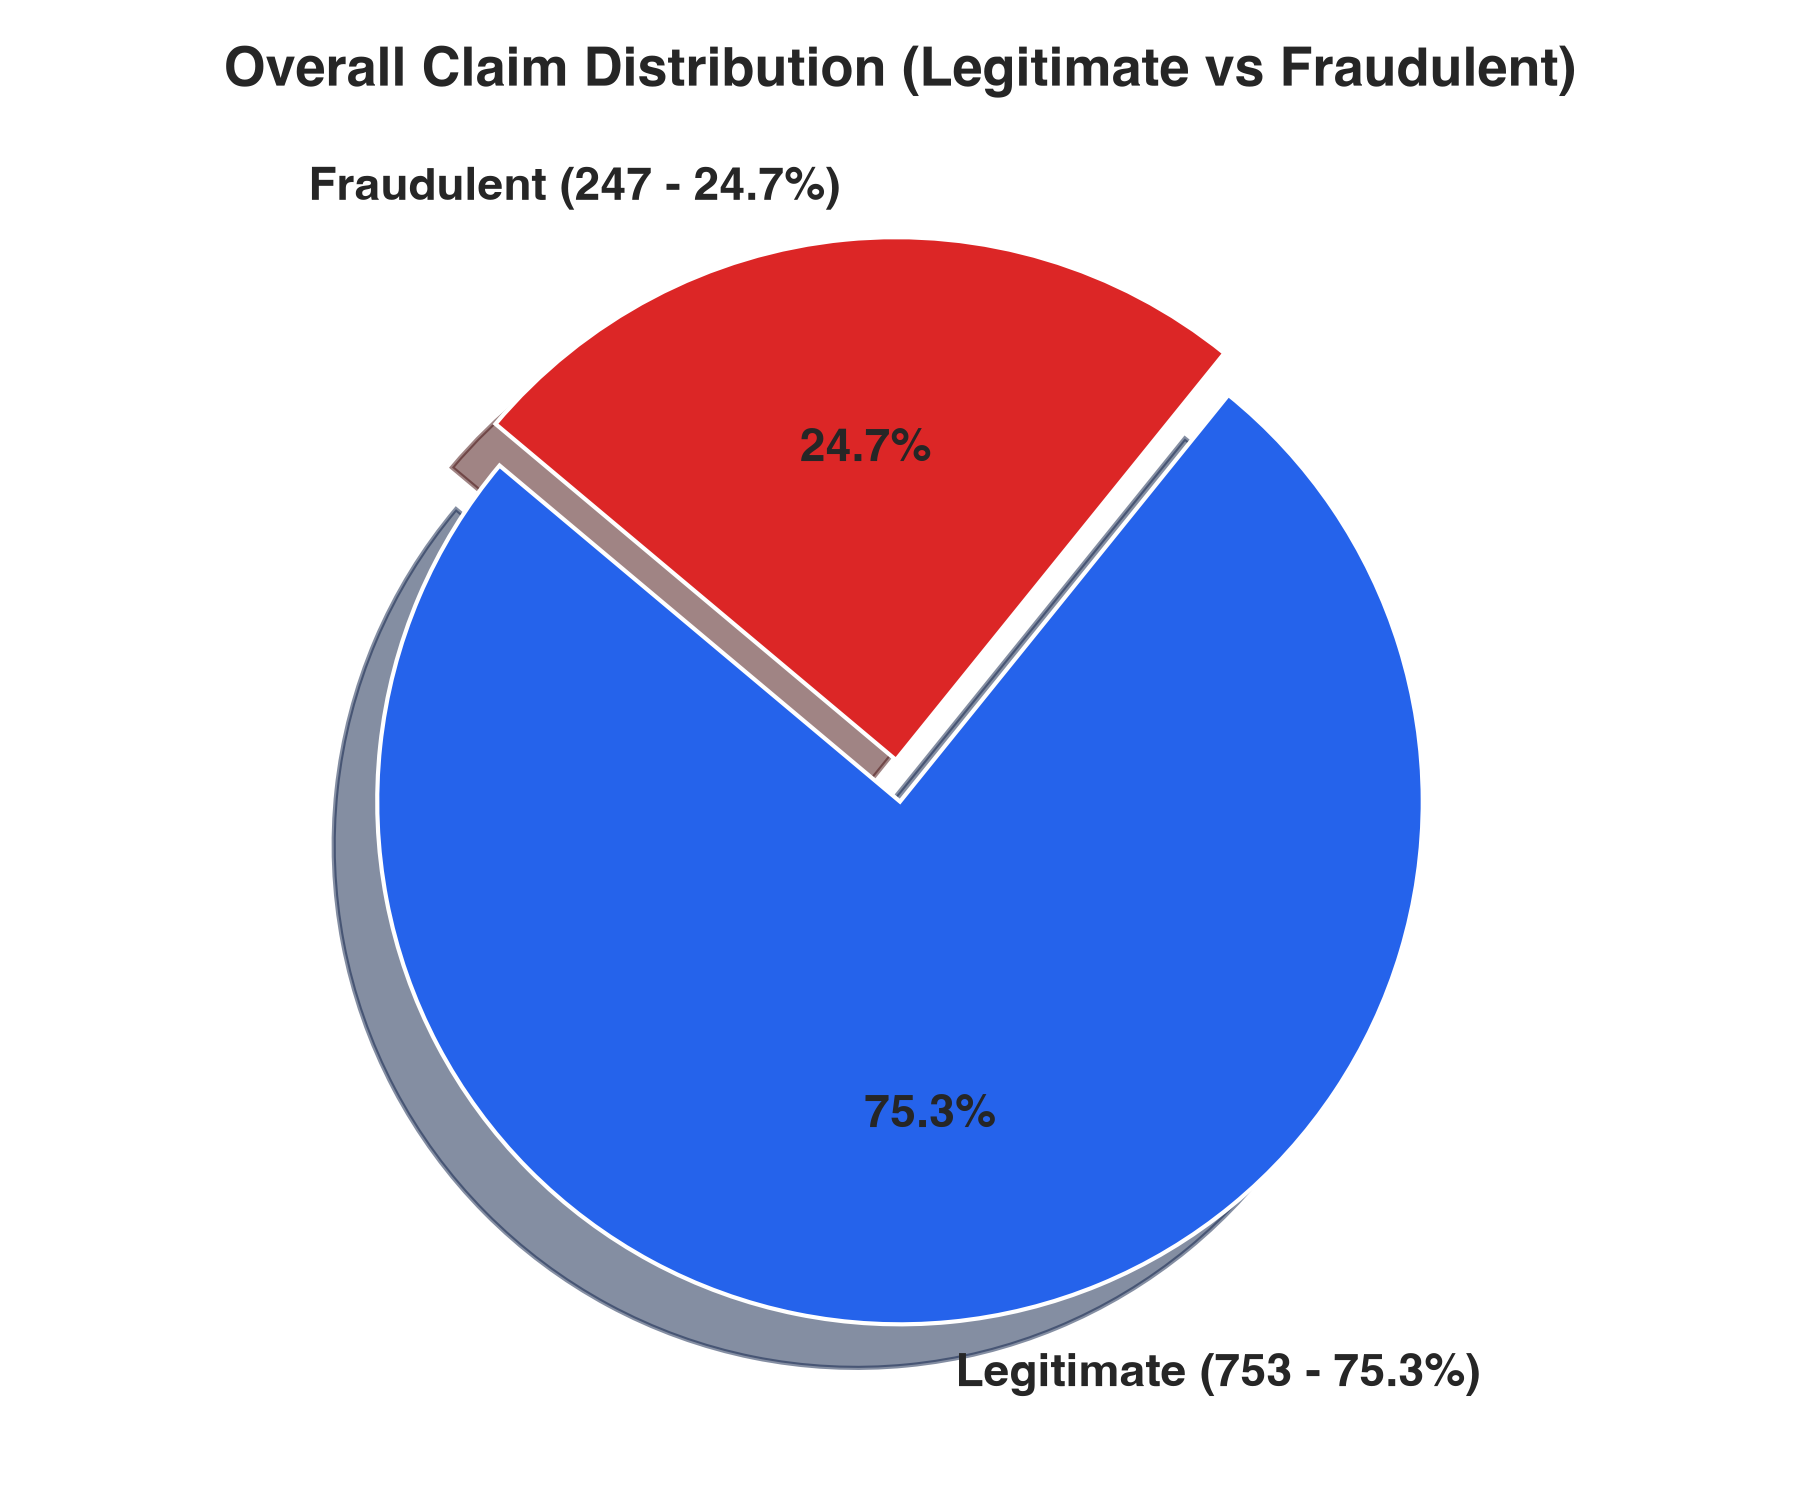 Overall Claim Distribution (Legitimate vs Fraudulent)
Fraudulent (247 - 24.7%)
24.7%
75.3%
Legitimate (753 - 75.3%)